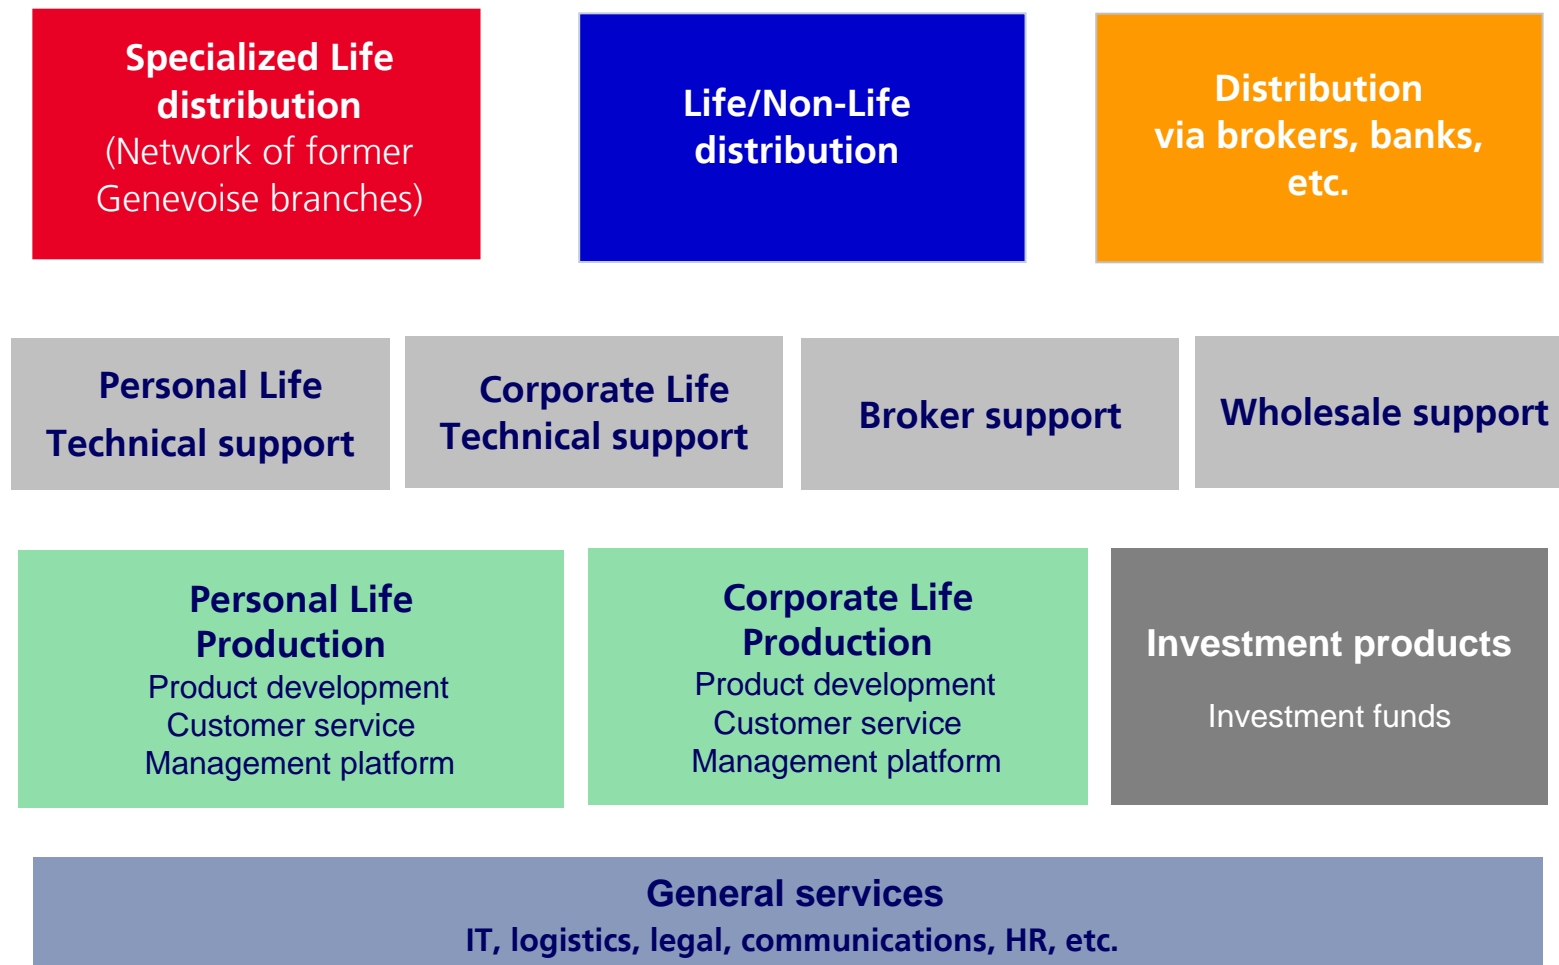 Specialized Life
distribution
(Network of former
Genevoise branches)
Life/Non-Life
distribution
Distribution
via brokers, banks,
etc.
Personal Life
Technical support
Corporate Life
Technical support
Broker support
Wholesale support
Personal Life
Production
Product development
Customer service
Management platform
Corporate Life
Production
Product development
Customer service
Management platform
Investment products
Investment funds
General services
IT, logistics, legal, communications, HR, etc.